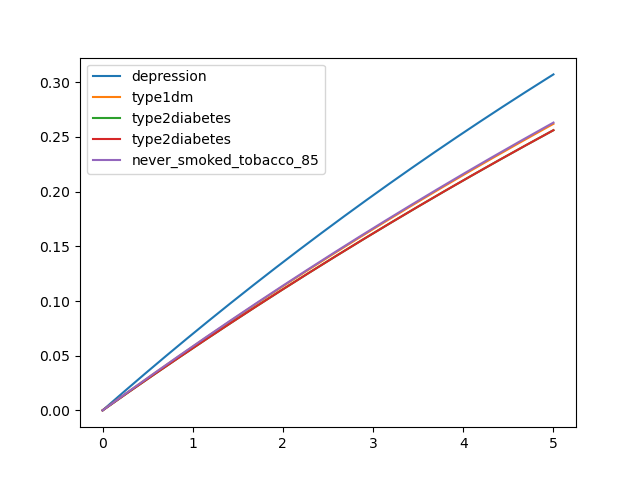 depression
type1dm
type2diabetes
type2diabetes
never_smoked_tobacco_85
0.30
0.25
0.20
0.15
0.10
0.05
0.00
0 1 2 3 4 5